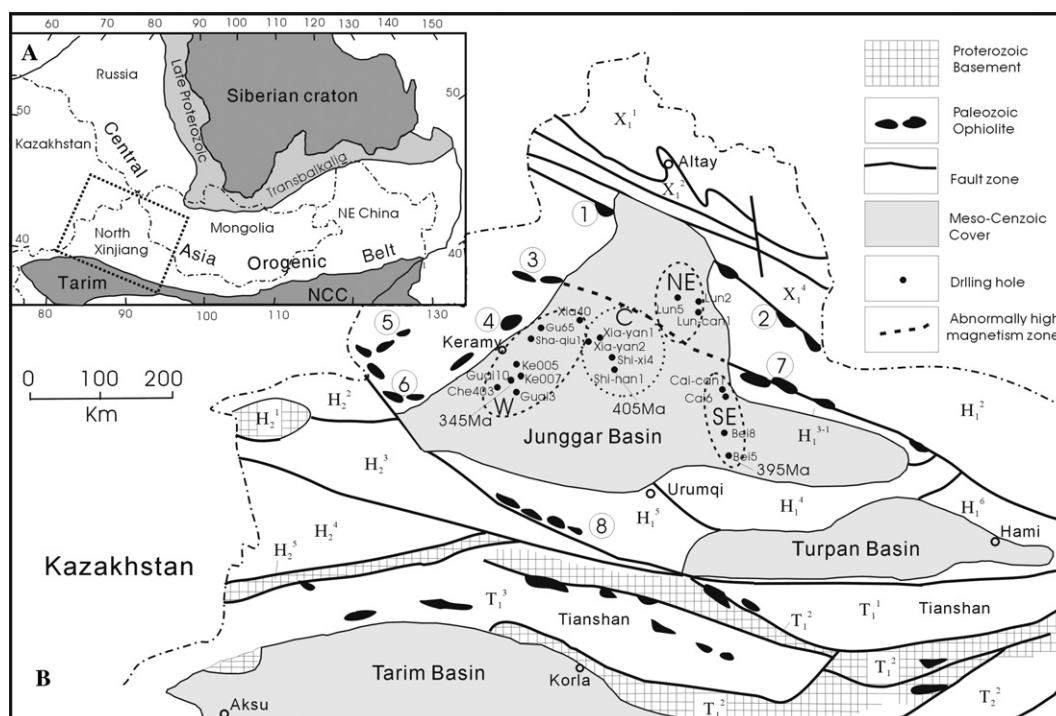 60 70 80 90 100 110 120 130 140 150
A
Russia
Late Proterozoic
Siberian craton
50
50
Kazakhstan
Central
Transbaikalia
Mongolia
NE China
North
Xinjiang
Asia
Orogenic
Belt
40
40
Tarim
NCC
80 90 100 110 120 130
Proterozoic
Basement
Paleozoic
Ophiolite
Fault zone
Meso-Cenzoic
Cover
Drilling hole
Abnormally high
magnetism zone
X₁¹
Altay
X₁²
X₁⁴
①
③
②
⑤
④
⑥
⑦
⑧
NE
Lun5
Lun2
Lun-can1
Xia40
Gu65
Sha-qiu1
C
Xia-yan1
Xia-yan2
Shi-xi4
Shi-nan1
405Ma
Keramy
Ke005
Guai10
Ke007
Che403
Guai3
W
345Ma
Cai-can1
Cai6
SE
Bei8
Bei5
395Ma
Junggar Basin
0 100 200
Km
H₂¹
H₂²
H₂³
H₂⁴
H₂⁵
H₁²
H₁³⁻¹
H₁⁴
H₁⁵
H₁⁶
Urumqi
Hami
Turpan Basin
Kazakhstan
T₁³
Tianshan
T₁²
T₁¹
Tianshan
T₁²
T₂²
T₁²
B
Tarim Basin
Korla
Aksu